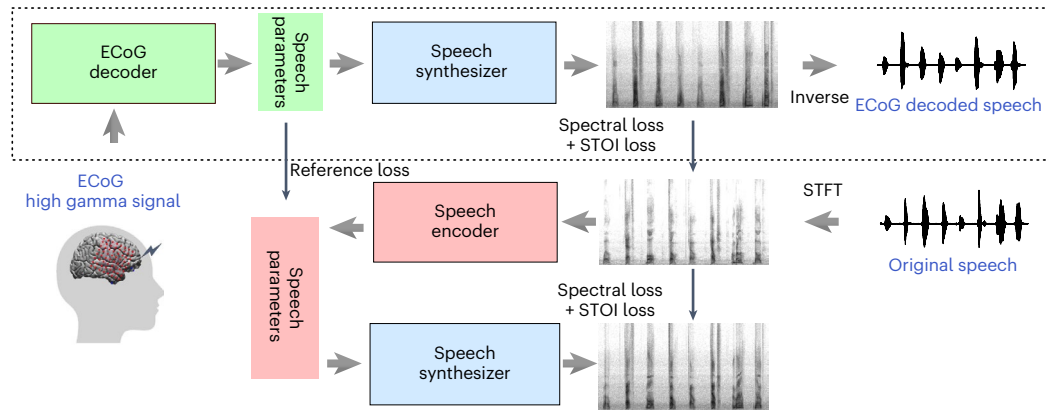 ECoG
decoder
Speech
parameters
Speech
synthesizer
Inverse
ECoG decoded speech
Spectral loss
+ STOI loss
Reference loss
ECoG
high gamma signal
Speech
parameters
Speech
encoder
STFT
Original speech
Spectral loss
+ STOI loss
Speech
synthesizer